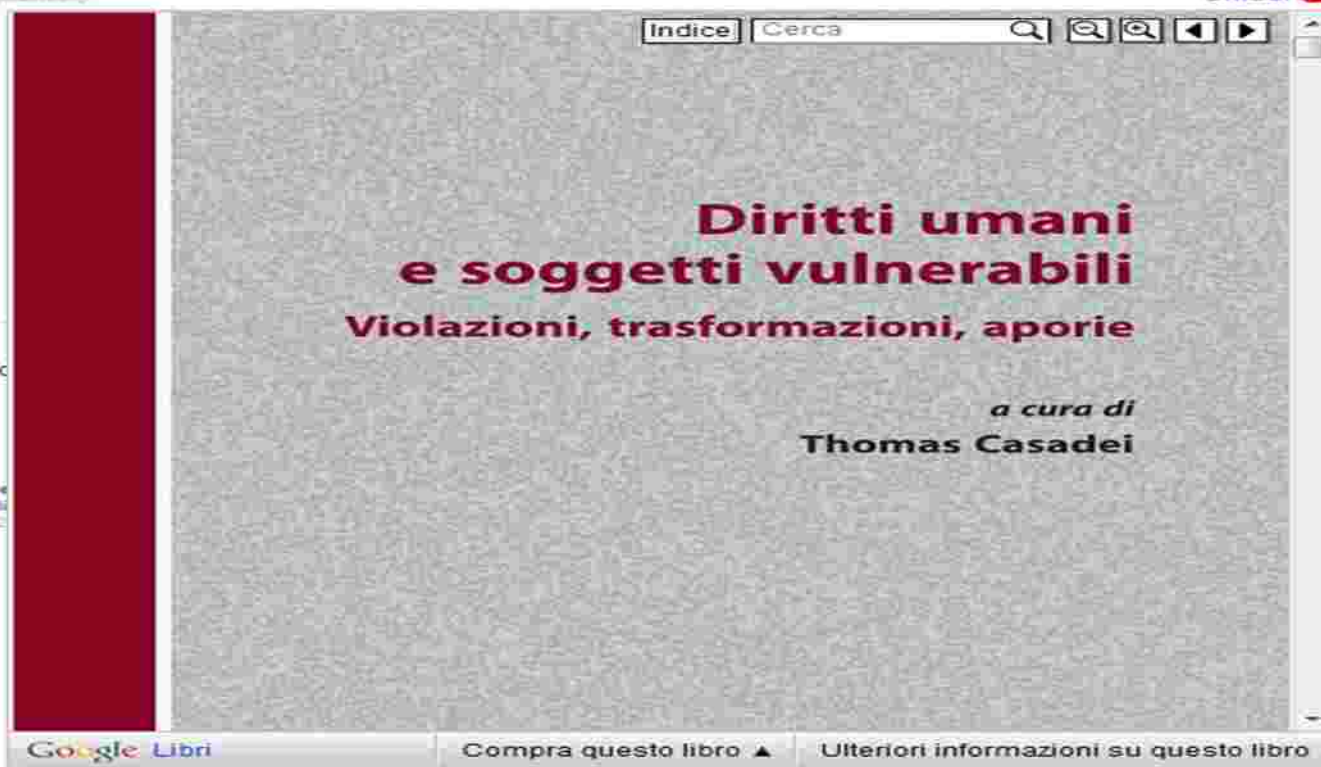 Indice Cerca
Diritti umani
e soggetti vulnerabili
Violazioni, trasformazioni, aporie
a cura di
Thomas Casadei
Google Libri Compra questo libro ▲ Ulteriori informazioni su questo libro